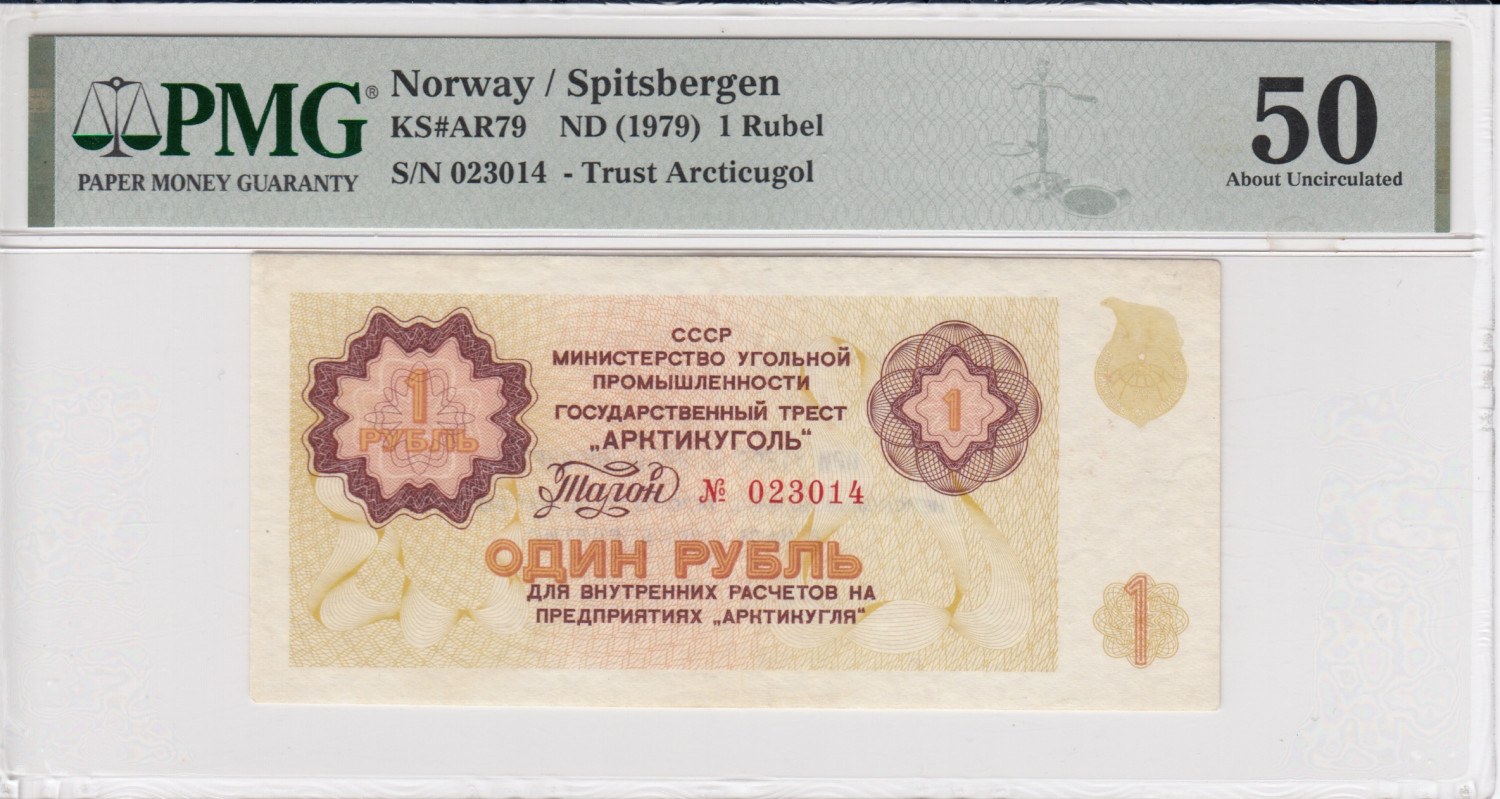 PMG®
PAPER MONEY GUARANTY
Norway / Spitsbergen
KS#AR79 ND (1979) 1 Rubel
S/N 023014 - Trust Arcticugol
50
About Uncirculated
1
РУБЛЬ
СССР
МИНИСТЕРСТВО УГОЛЬНОЙ
ПРОМЫШЛЕННОСТИ
ГОСУДАРСТВЕННЫЙ ТРЕСТ
„АРКТИКУГОЛЬ“
Талон № 023014
1
ОДИН РУБЛЬ
ДЛЯ ВНУТРЕННИХ РАСЧЕТОВ НА
ПРЕДПРИЯТИЯХ „АРКТИКУГЛЯ“
1